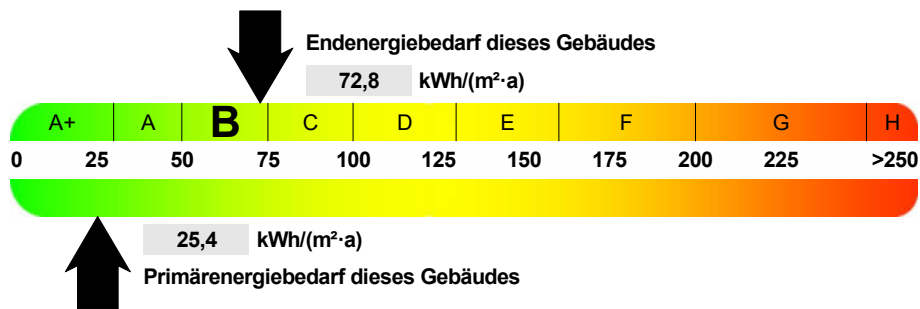 Endenergiebedarf dieses Gebäudes
72,8 kWh/(m²·a)
A+ A B C D E F G H
0 25 50 75 100 125 150 175 200 225 >250
25,4 kWh/(m²·a)
Primärenergiebedarf dieses Gebäudes